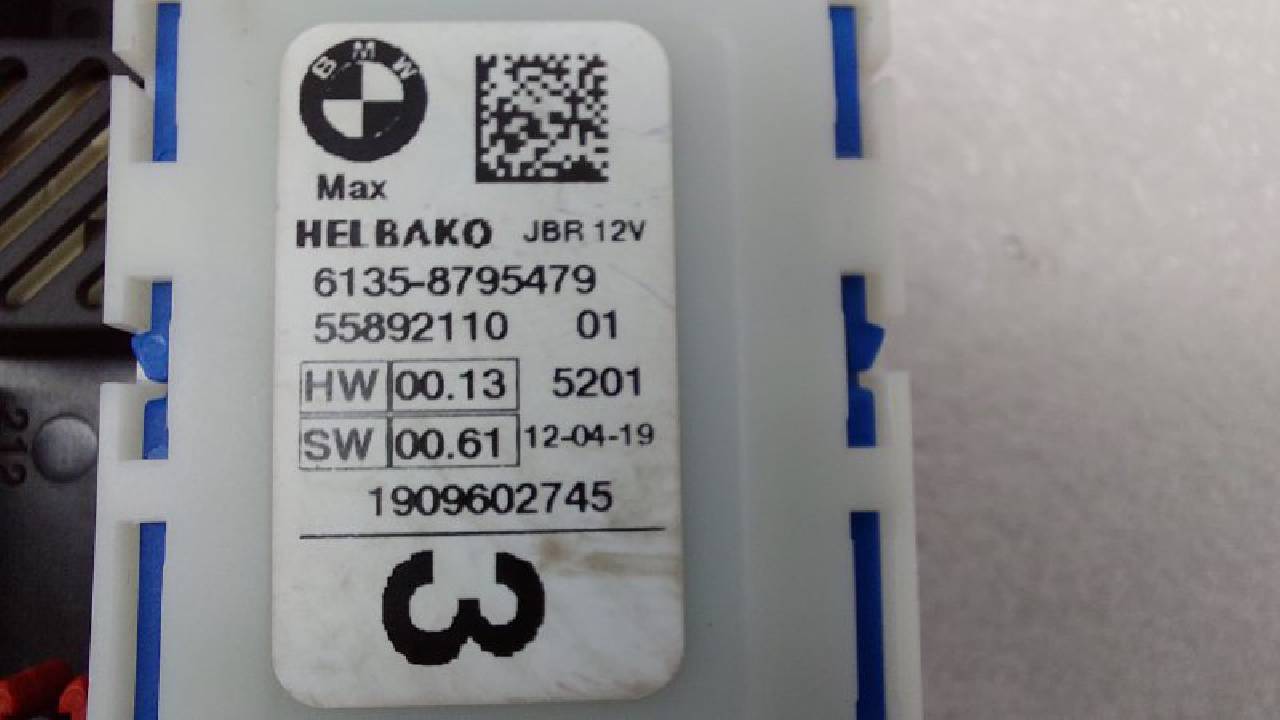 BMW
Max
HELBAKO JBR 12V
6135-8795479
55892110 01
HW 00.13 5201
SW 00.61 12-04-19
1909602745
3
212